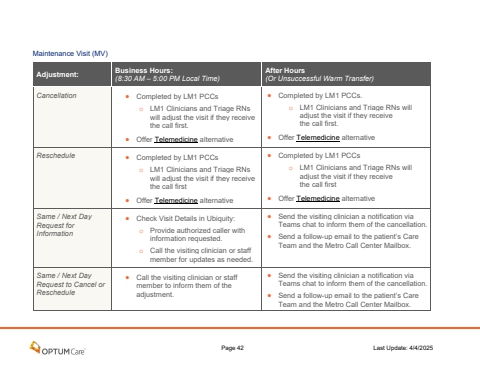 Maintenance Visit (MV)
Adjustment:
Business Hours:
(8:30 AM – 5:00 PM Local Time)
After Hours
(Or Unsuccessful Warm Transfer)
Cancellation
• Completed by LM1 PCCs
o LM1 Clinicians and Triage RNs
will adjust the visit if they receive
the call first.
• Offer Telemedicine alternative
• Completed by LM1 PCCs.
o LM1 Clinicians and Triage RNs will
adjust the visit if they receive
the call first.
• Offer Telemedicine alternative
Reschedule
• Completed by LM1 PCCs
o LM1 Clinicians and Triage RNs
will adjust the visit if they receive
the call first
• Offer Telemedicine alternative
• Completed by LM1 PCCs
o LM1 Clinicians and Triage RNs will
adjust the visit if they receive
the call first
• Offer Telemedicine alternative
Same / Next Day
Request for
Information
• Check Visit Details in Ubiquity:
o Provide authorized caller with
information requested.
o Call the visiting clinician or staff
member for updates as needed.
• Send the visiting clinician a notification via
Teams chat to inform them of the cancellation.
• Send a follow-up email to the patient's Care
Team and the Metro Call Center Mailbox.
Same / Next Day
Request to Cancel or
Reschedule
• Call the visiting clinician or staff
member to inform them of the
adjustment.
• Send the visiting clinician a notification via
Teams chat to inform them of the cancellation.
• Send a follow-up email to the patient's Care
Team and the Metro Call Center Mailbox.
OPTUMCare
Page 42
Last Update: 4/4/2025